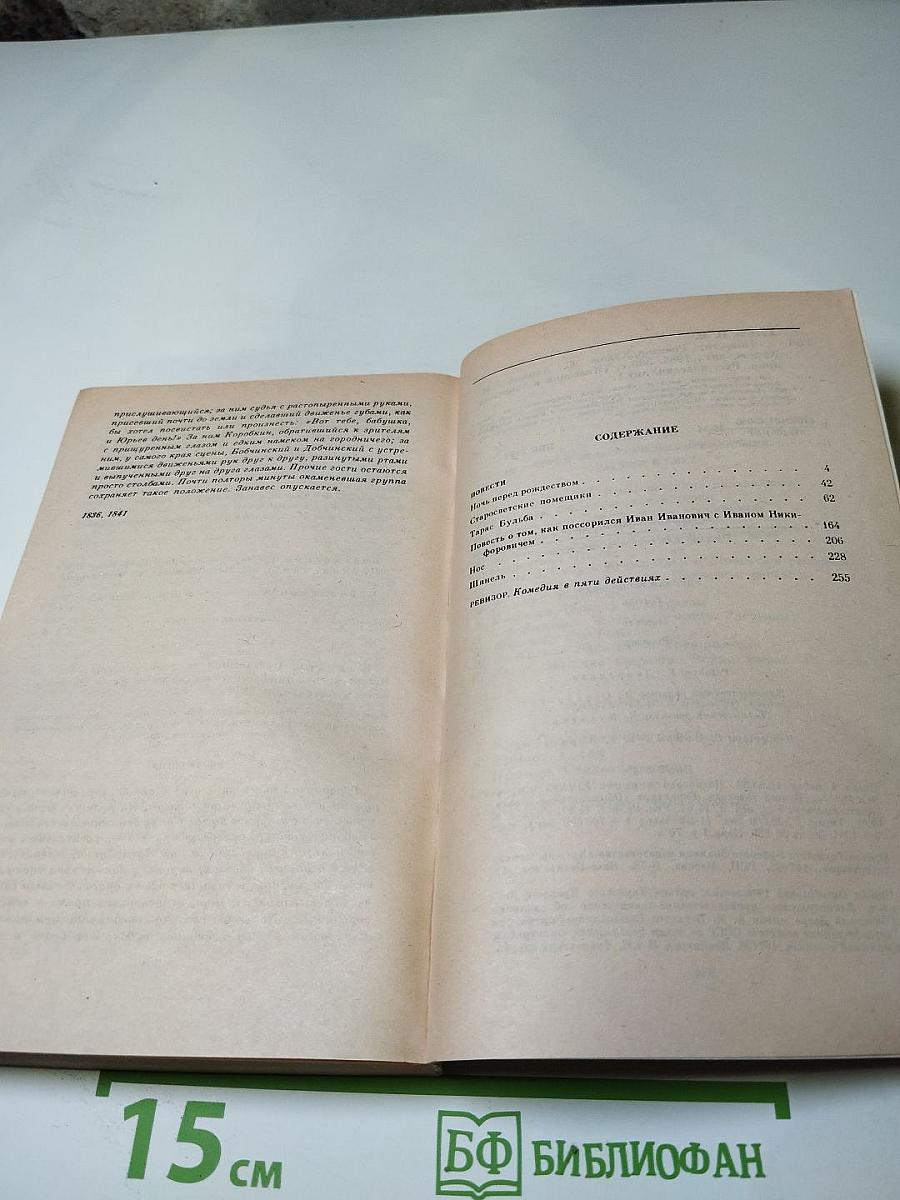 прислушивающийся; за ним судья с растопыренными руками,
присевший почти до земли и сделавший движенье губами, как
бы хотел посвистать или произнесть: «Вот тебе, бабушка,
и Юрьев день!» За ним Коробкин, обратившийся к зрителям
с прищуренным глазом и едким намеком на городничего; за
ним, у самого края сцены, Бобчинский и Добчинский с устре-
мившимися движеньями рук друг к другу, разинутыми ртами
и выпученными друг на друга глазами. Прочие гости остаются
просто столбами. Почти полторы минуты окаменевшая группа
сохраняет такое положение. Занавес опускается.
1836, 1841
СОДЕРЖАНИЕ
ПОВЕСТИ
Ночь перед рождеством . . . . . . . . . . . . 4
Старосветские помещики . . . . . . . . . . . . 42
Тарас Бульба . . . . . . . . . . . . . . . 62
Повесть о том, как поссорился Иван Иванович с Иваном Ники-
форовичем . . . . . . . . . . . . . . . 164
Нос . . . . . . . . . . . . . . . . . 206
Шинель . . . . . . . . . . . . . . . . 228
РЕВИЗОР. Комедия в пяти действиях . . . . . . . . 255
15 см
БФ БИБЛИОФАН